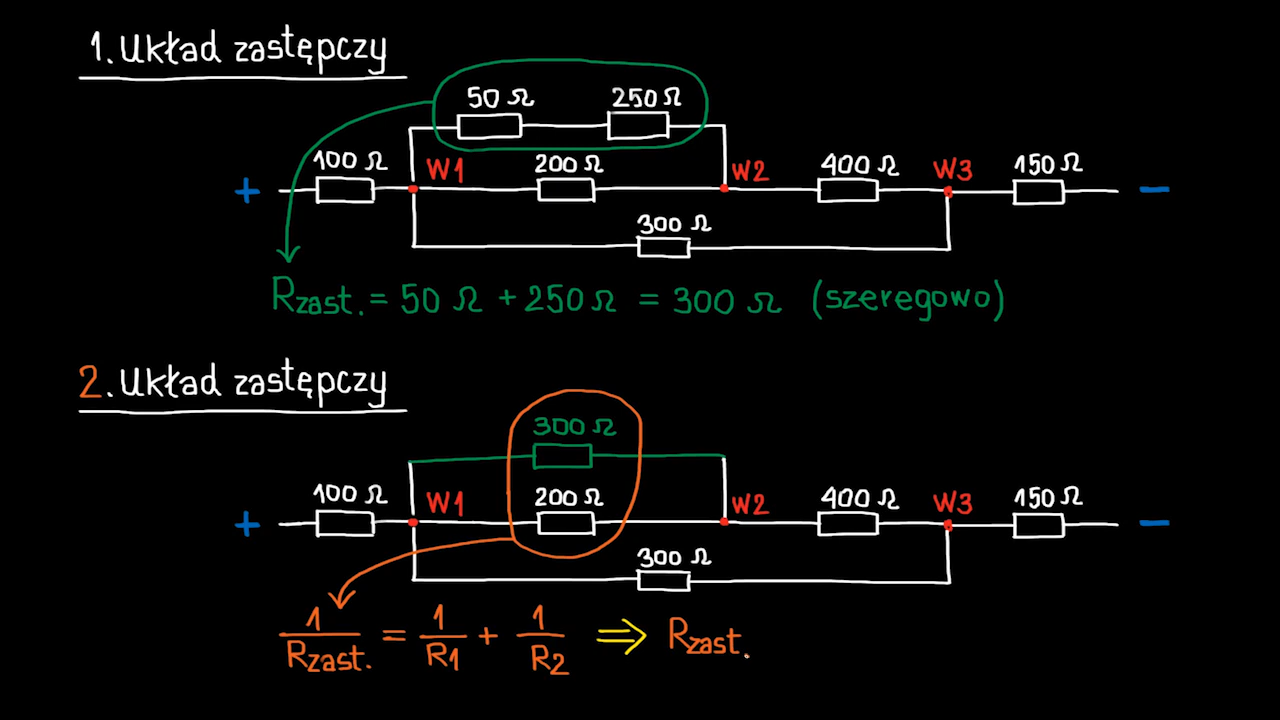 1. Układ zastępczy
50 Ω 250 Ω
100 Ω W1 200 Ω W2 400 Ω W3 150 Ω
+ −
300 Ω
Rzast. = 50 Ω + 250 Ω = 300 Ω (szeregowo)
2. Układ zastępczy
300 Ω
100 Ω W1 200 Ω W2 400 Ω W3 150 Ω
+ −
300 Ω
1/Rzast. = 1/R1 + 1/R2 ⇒ Rzast.